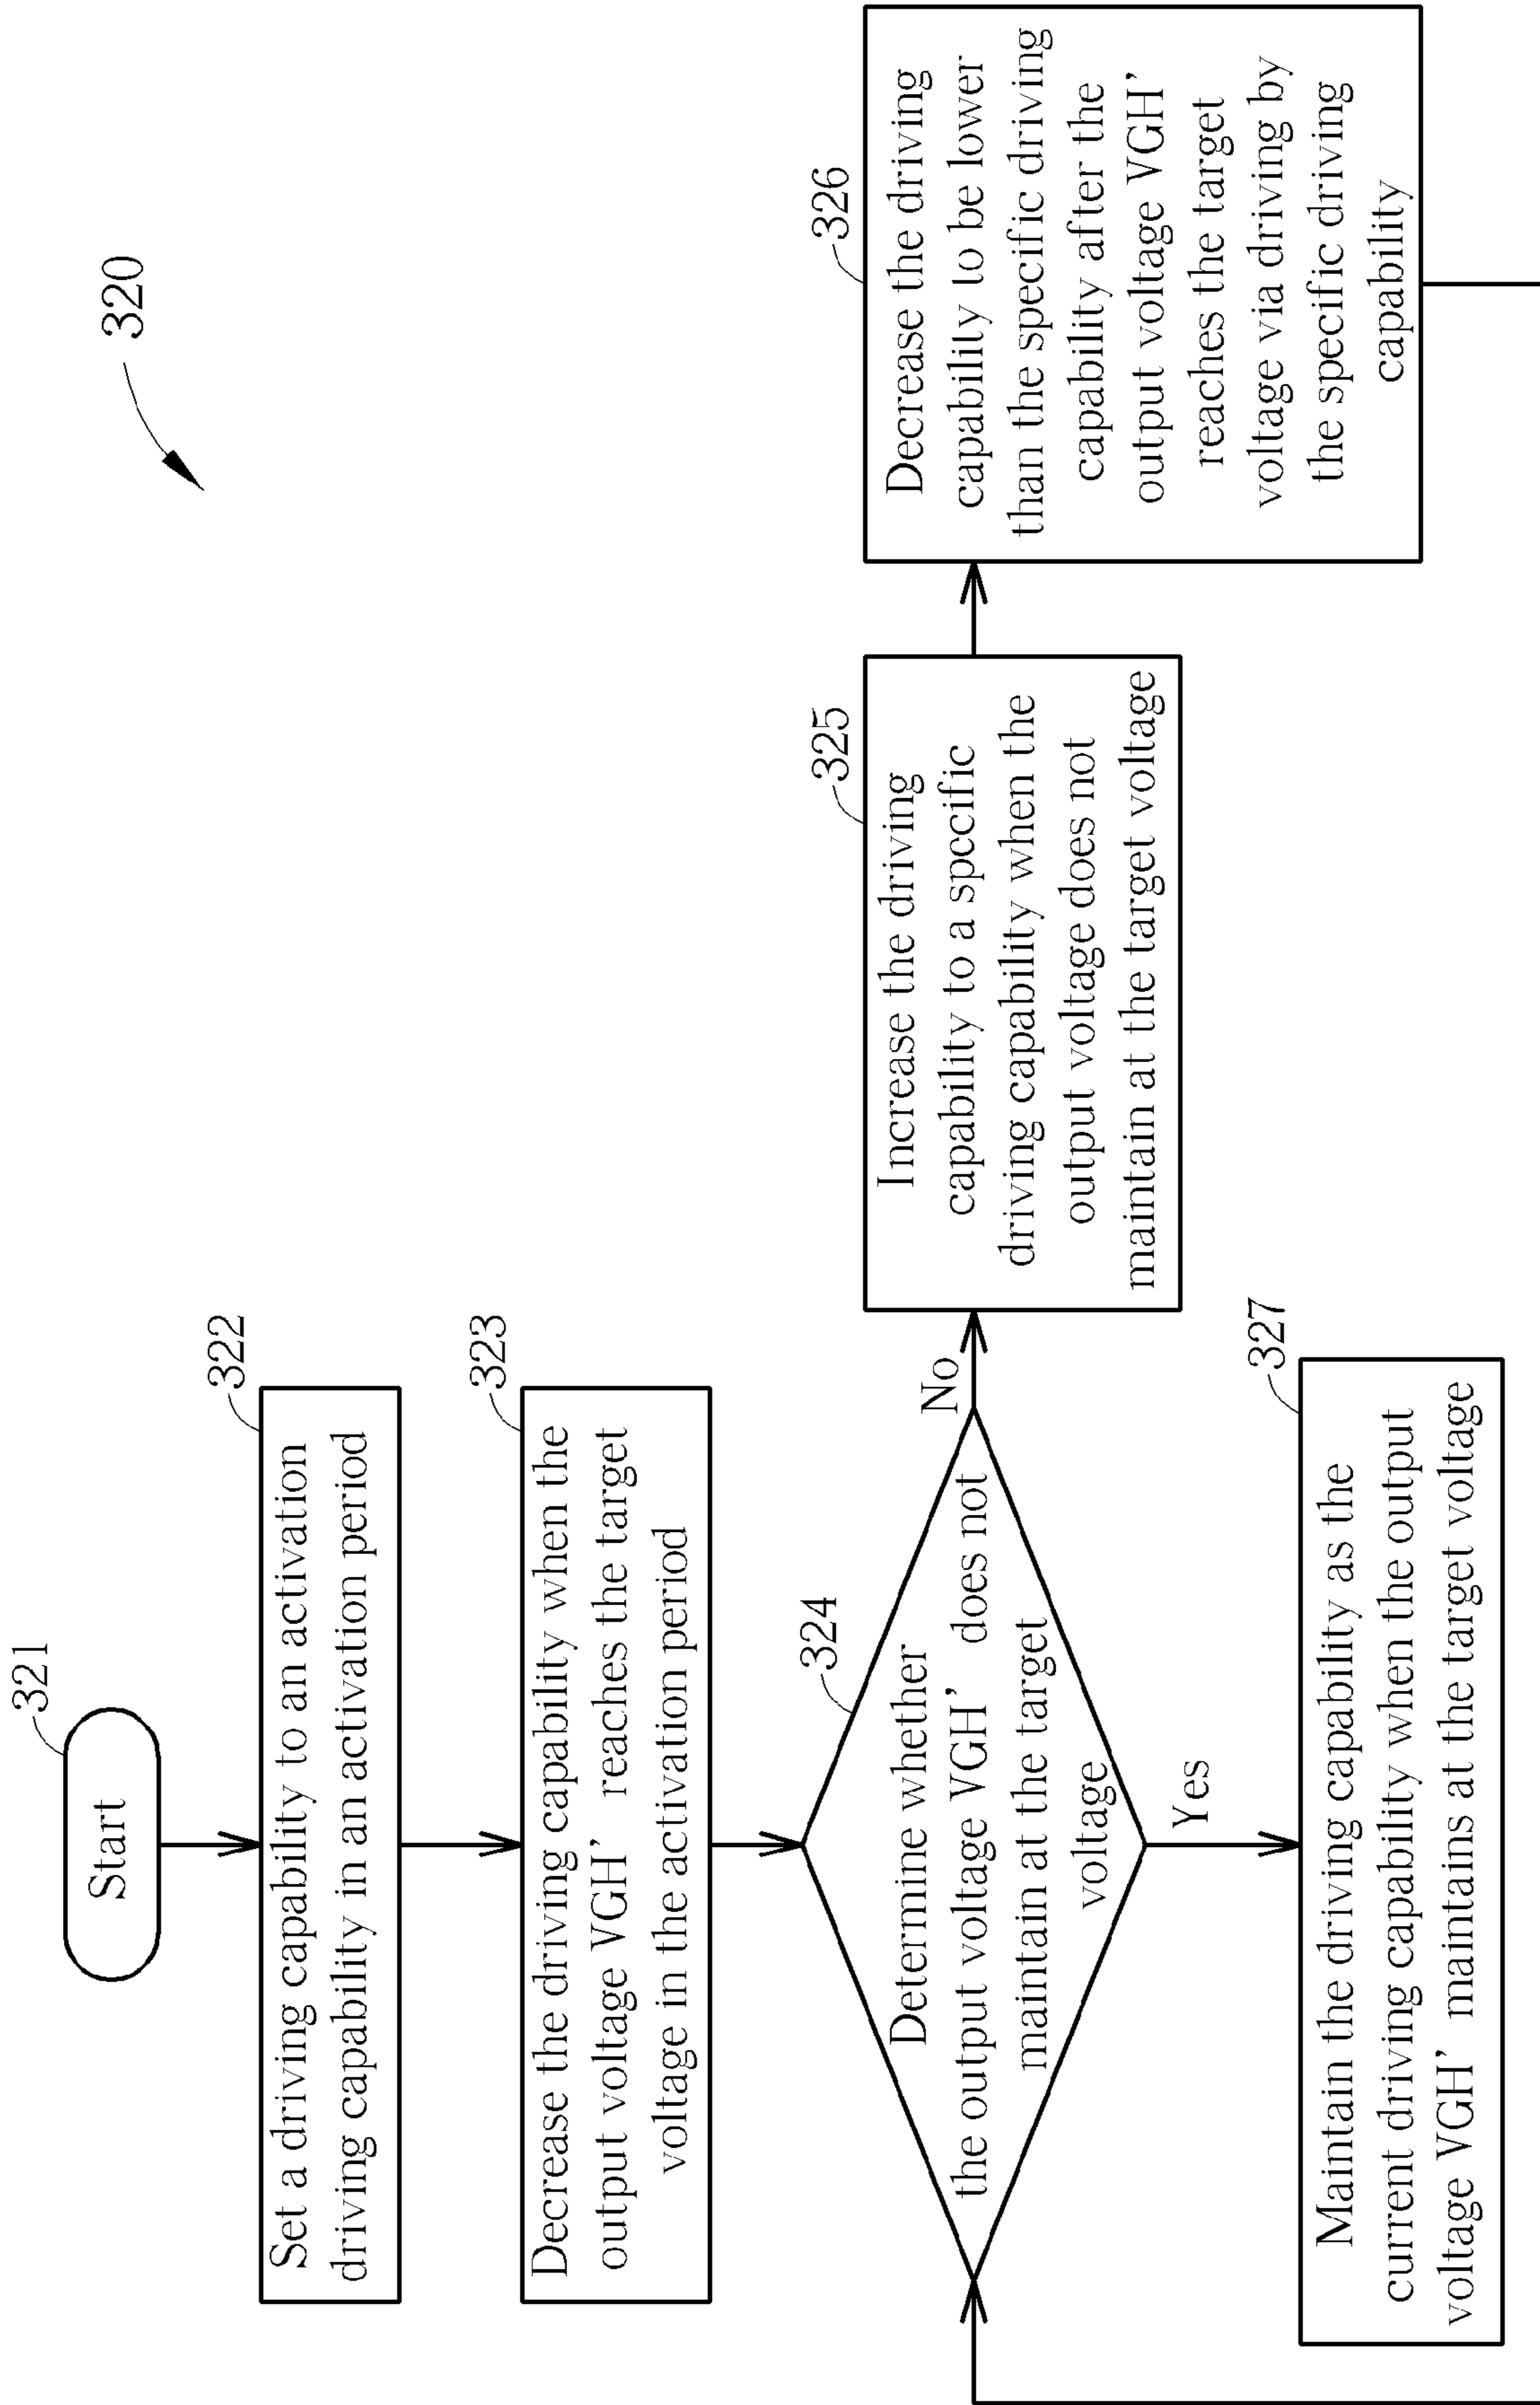 320
321
Start
322
Set a driving capability to an activation
driving capability in an activation period
323
Decrease the driving capability when the
output voltage VGH' reaches the target
voltage in the activation period
324
Determine whether
the output voltage VGH' does not
maintain at the target
voltage
No
325
Increase the driving
capability to a specific
driving capability when the
output voltage does not
maintain at the target voltage
326
Decrease the driving
capability to be lower
than the specific driving
capability after the
output voltage VGH'
reaches the target
voltage via driving by
the specific driving
capability
Yes
327
Maintain the driving capability as the
current driving capability when the output
voltage VGH' maintains at the target voltage